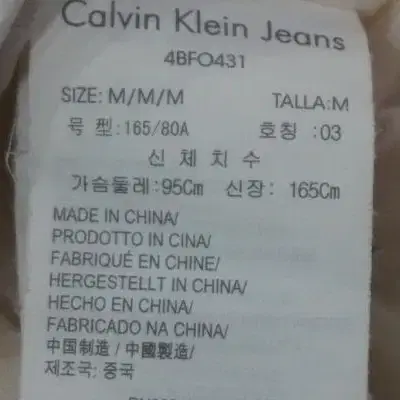 Calvin Klein Jeans
4BFO431
SIZE: M/M/M TALLA:M
号 型:165/80A 호칭 :03
신 체 치 수
가슴둘레:95Cm 신장: 165Cm
MADE IN CHINA/
PRODOTTO IN CINA/
FABRIQUÉ EN CHINE/
HERGESTELLT IN CHINA/
HECHO EN CHINA/
FABRICADO NA CHINA/
中国制造 / 中國製造/
제조국: 중국